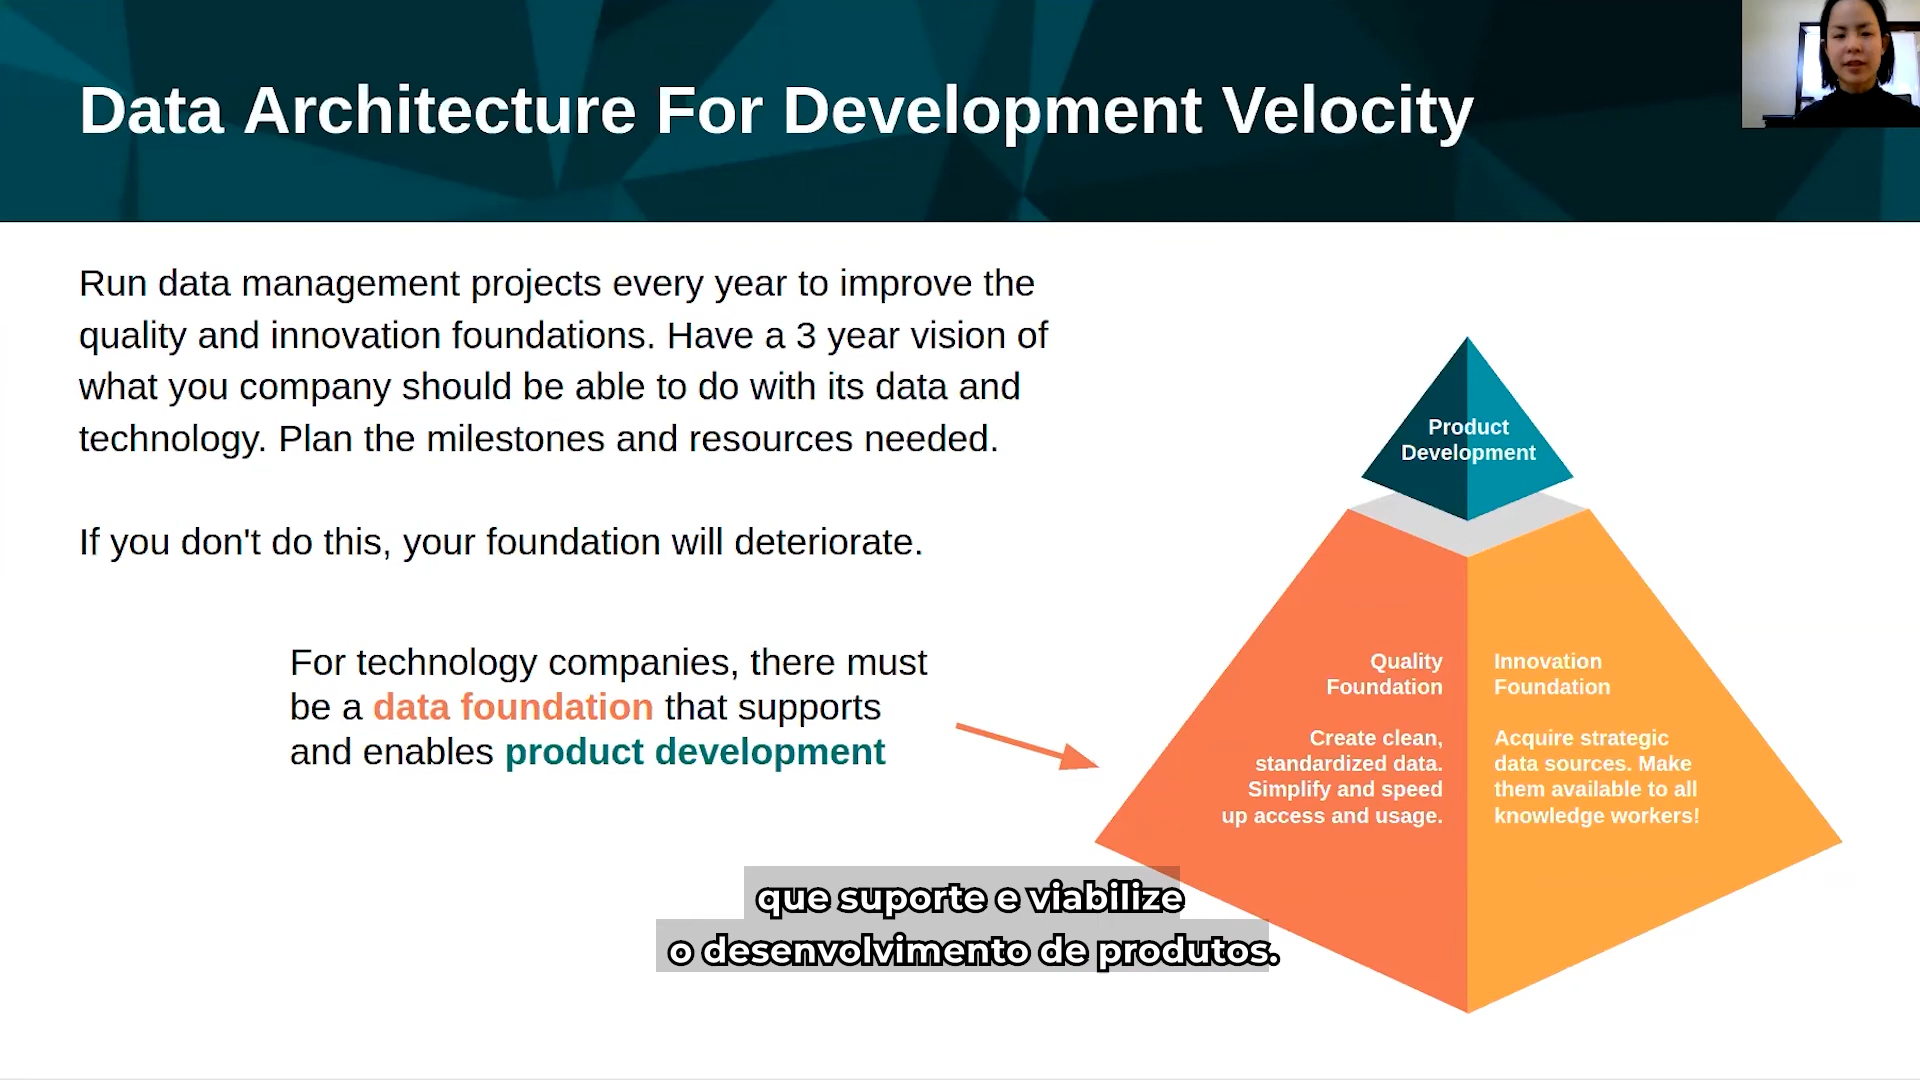 Data Architecture For Development Velocity
Run data management projects every year to improve the
quality and innovation foundations. Have a 3 year vision of
what you company should be able to do with its data and
technology. Plan the milestones and resources needed.
If you don't do this, your foundation will deteriorate.
For technology companies, there must
be a data foundation that supports
and enables product development
Product
Development
Quality
Foundation
Create clean,
standardized data.
Simplify and speed
up access and usage.
Innovation
Foundation
Acquire strategic
data sources. Make
them available to all
knowledge workers!
que suporte e viabilize
o desenvolvimento de produtos.